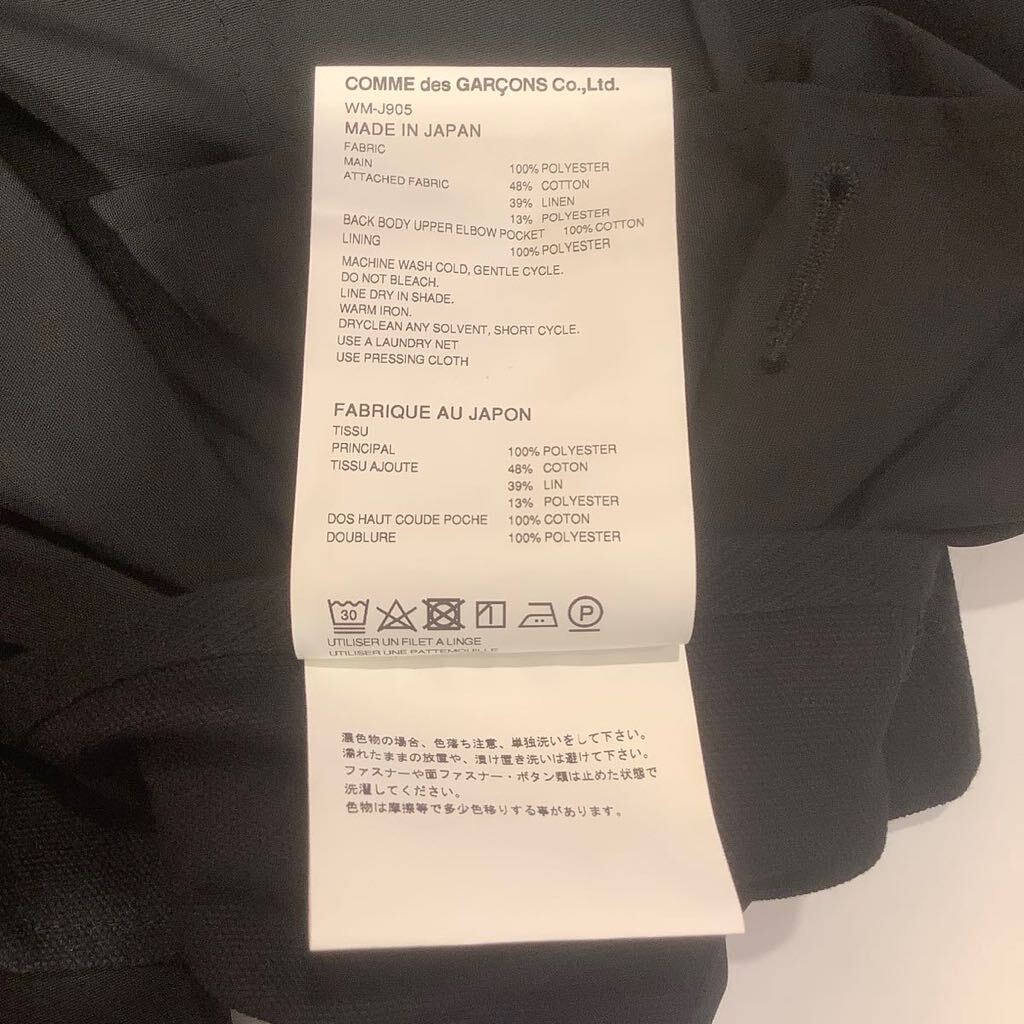 COMME des GARÇONS Co.,Ltd.
WM-J905
MADE IN JAPAN
FABRIC
MAIN 100% POLYESTER
ATTACHED FABRIC 48% COTTON
39% LINEN
13% POLYESTER
BACK BODY UPPER ELBOW POCKET 100% COTTON
LINING 100% POLYESTER
MACHINE WASH COLD, GENTLE CYCLE.
DO NOT BLEACH.
LINE DRY IN SHADE.
WARM IRON.
DRYCLEAN ANY SOLVENT, SHORT CYCLE.
USE A LAUNDRY NET
USE PRESSING CLOTH
FABRIQUE AU JAPON
TISSU
PRINCIPAL 100% POLYESTER
TISSU AJOUTE 48% COTON
39% LIN
13% POLYESTER
DOS HAUT COUDE POCHE 100% COTON
DOUBLURE 100% POLYESTER
30 P
UTILISER UN FILET A LINGE
UTILISER UNE PATTEMOUILLE
濃色物の場合、色落ち注意、単独洗いをして下さい。
濡れたままの放置や、漬け置き洗いは避けて下さい。
ファスナーや面ファスナー・ボタン類は止めた状態で
洗濯してください。
色物は摩擦等で多少色移りする事があります。